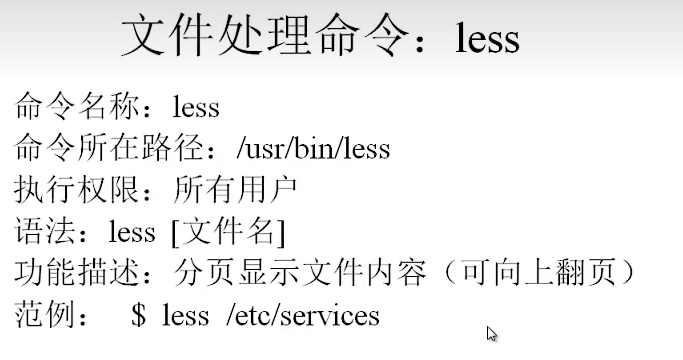 文件处理命令：less
命令名称：less
命令所在路径：/usr/bin/less
执行权限：所有用户
语法：less [文件名]
功能描述：分页显示文件内容（可向上翻页）
范例： $ less /etc/services